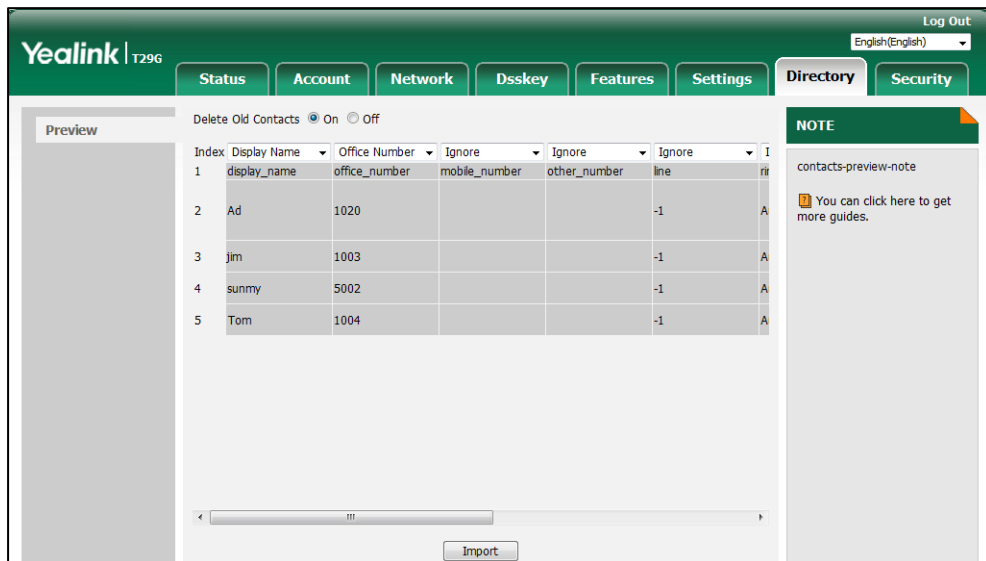 Log Out
Yealink T29G
English(English)
Status Account Network Dsskey Features Settings Directory Security
Preview
Delete Old Contacts On Off
Index Display Name Office Number Ignore Ignore Ignore
1 display_name office_number mobile_number other_number line
2 Ad 1020 -1
3 jim 1003 -1
4 sunmy 5002 -1
5 Tom 1004 -1
Import
NOTE
contacts-preview-note
You can click here to get
more guides.